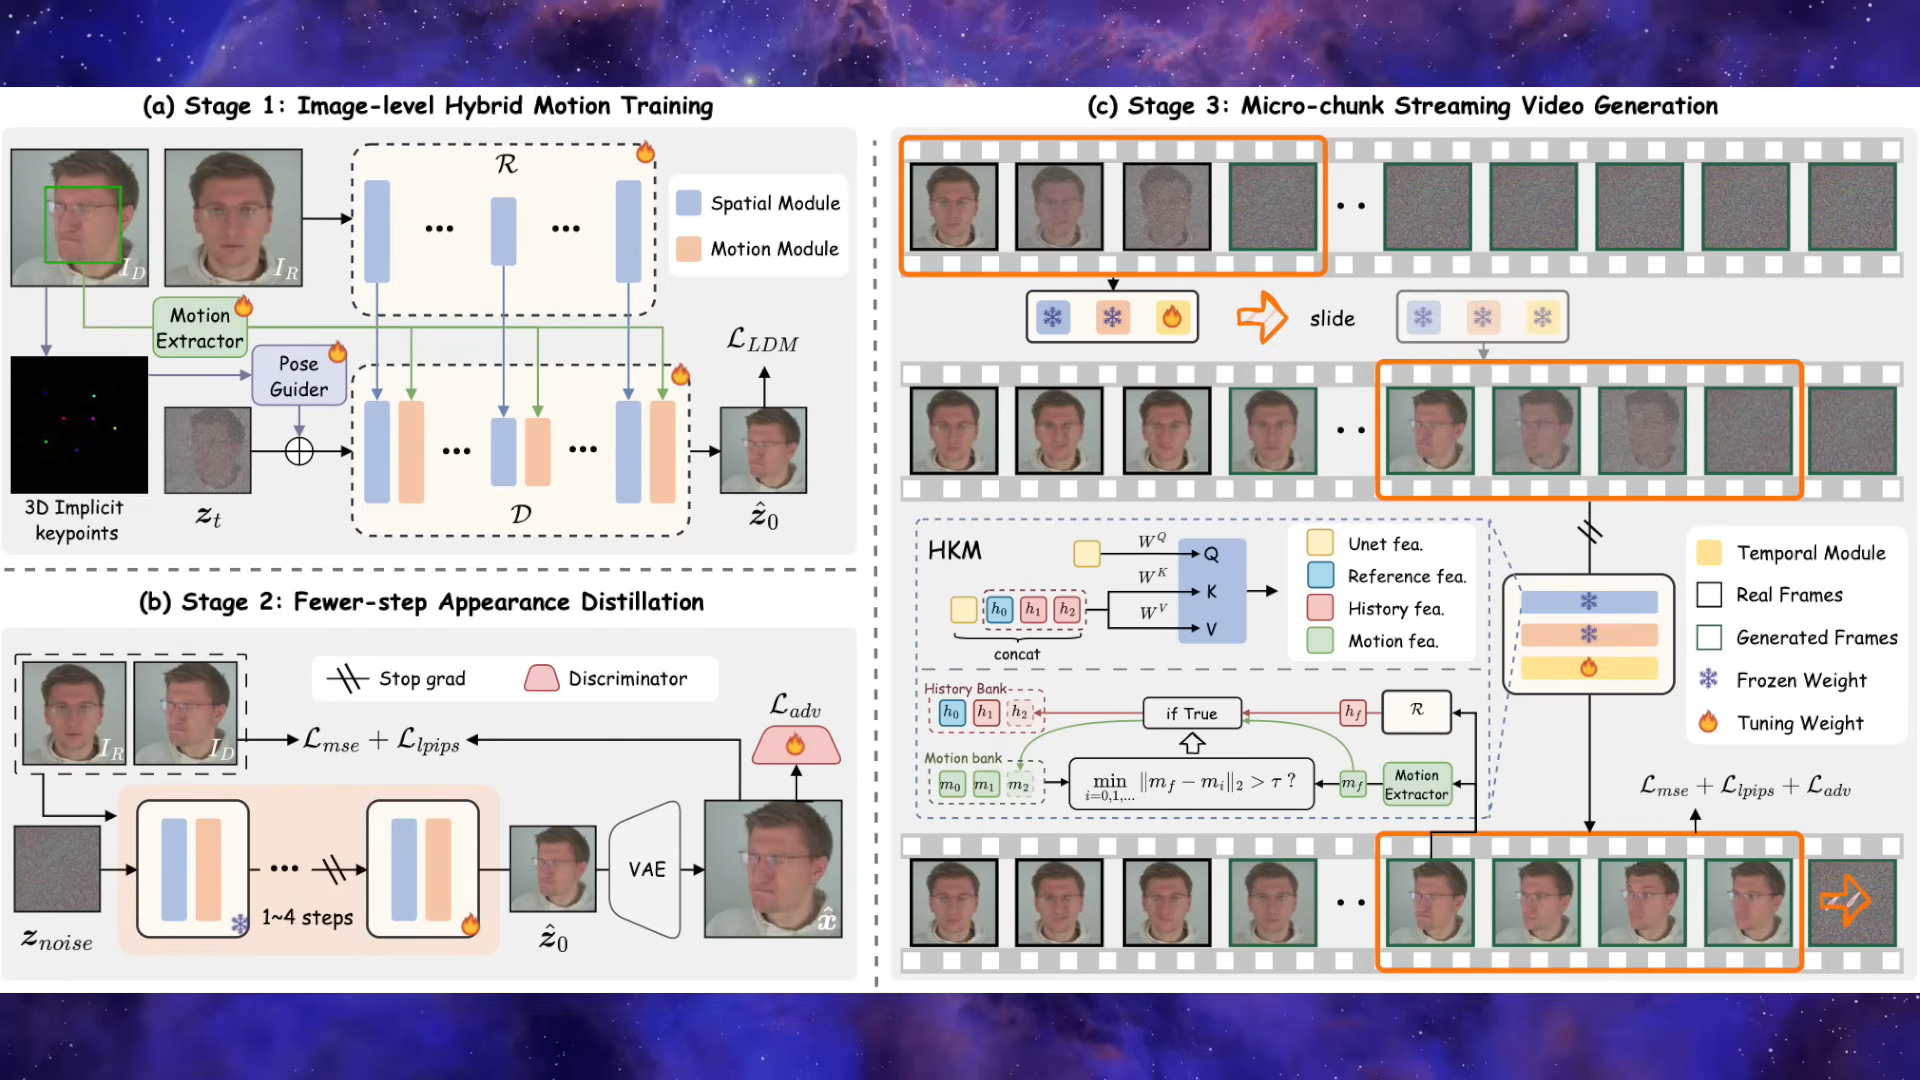 (a) Stage 1: Image-level Hybrid Motion Training
I_D
I_R
R
Spatial Module
Motion Module
Motion
Extractor
Pose
Guider
L_LDM
3D Implicit
keypoints
z_t
D
ẑ_0
(b) Stage 2: Fewer-step Appearance Distillation
I_R
I_D
Stop grad
Discriminator
L_mse + L_lpips
L_adv
1~4 steps
VAE
z_noise
ẑ_0
x̂
(c) Stage 3: Micro-chunk Streaming Video Generation
slide
HKM
W^Q
W^K
W^V
Q
K
V
h_0 h_1 h_2
concat
Unet fea.
Reference fea.
History fea.
Motion fea.
History Bank
h_0 h_1 h_2
if True
h_f
R
Motion bank
m_0 m_1 m_2
min_{i=0,1,...} ||m_f − m_i||_2 > τ ?
m_f
Motion
Extractor
Temporal Module
Real Frames
Generated Frames
Frozen Weight
Tuning Weight
L_mse + L_lpips + L_adv